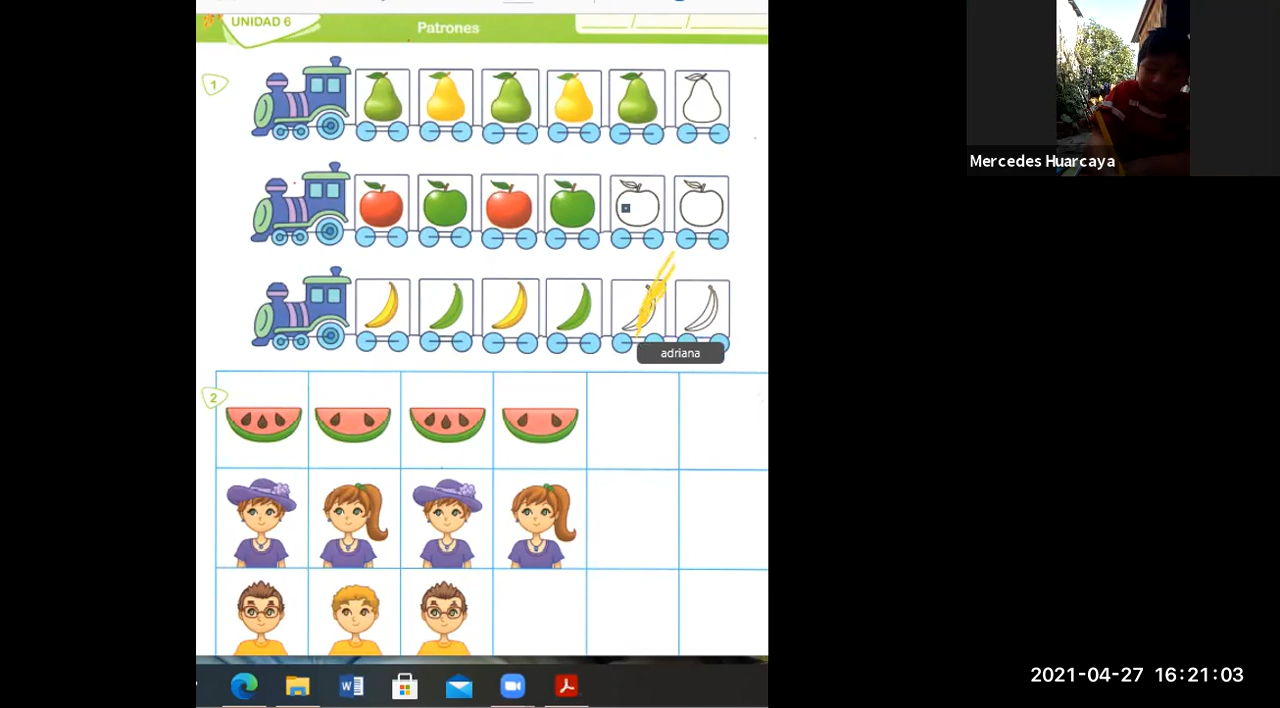 UNIDAD 6
Patrones
1
Mercedes Huarcaya
adriana
2
2021-04-27 16:21:03